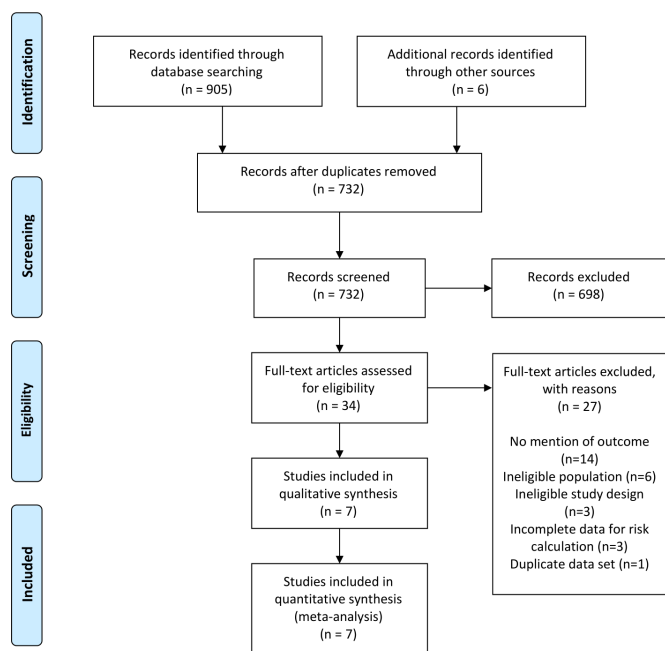 Identification
Records identified through
database searching
(n = 905)
Additional records identified
through other sources
(n = 6)
Records after duplicates removed
(n = 732)
Screening
Records screened
(n = 732)
Records excluded
(n = 698)
Eligibility
Full-text articles assessed
for eligibility
(n = 34)
Full-text articles excluded,
with reasons
(n = 27)
No mention of outcome
(n=14)
Ineligible population (n=6)
Ineligible study design
(n=3)
Incomplete data for risk
calculation (n=3)
Duplicate data set (n=1)
Studies included in
qualitative synthesis
(n = 7)
Included
Studies included in
quantitative synthesis
(meta-analysis)
(n = 7)